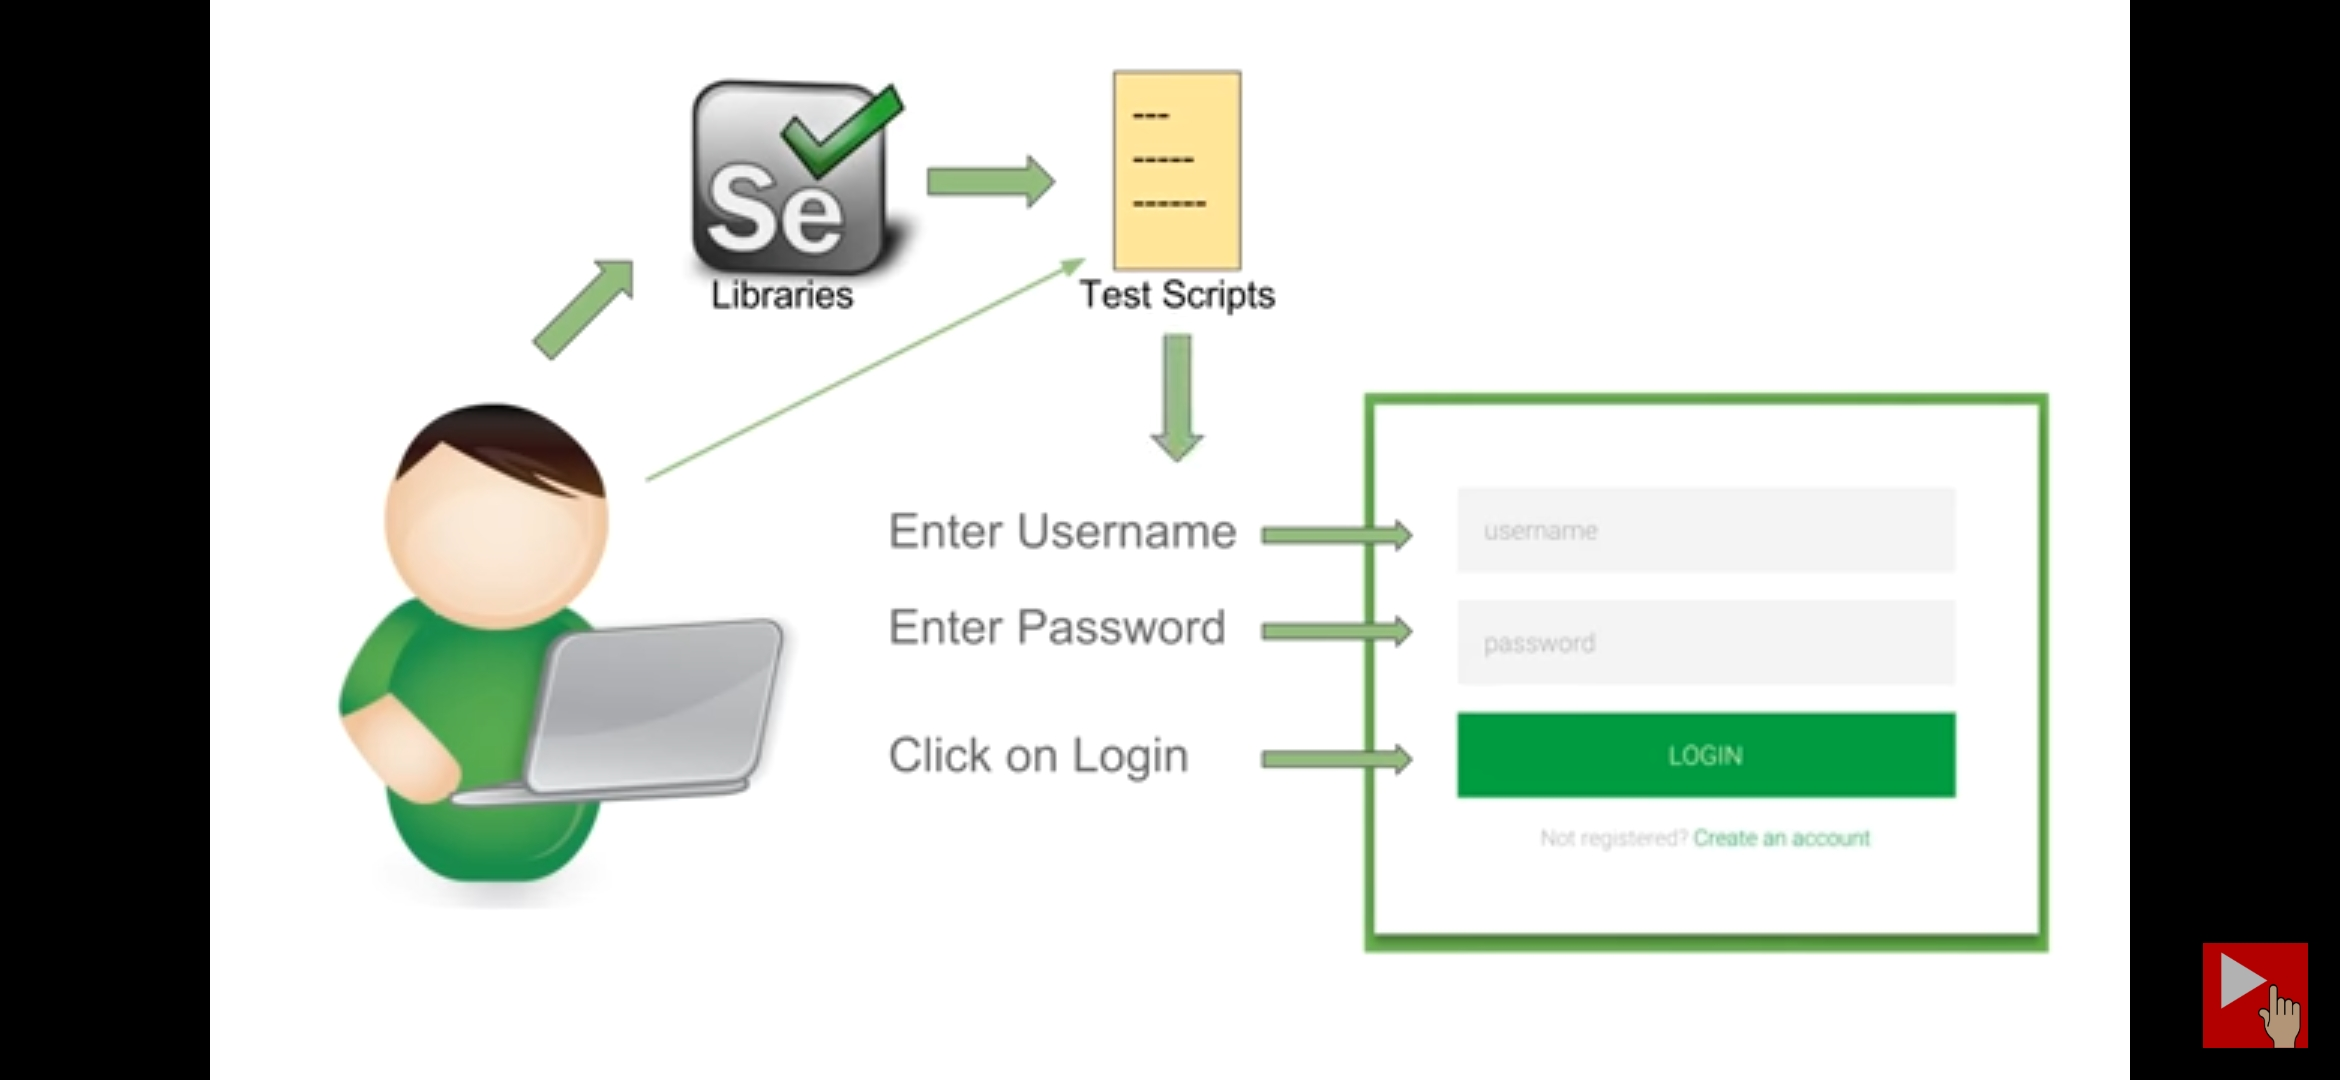 Se
Libraries
---
-----
------
Test Scripts
Enter Username
Enter Password
Click on Login
username
password
LOGIN
Not registered? Create an account